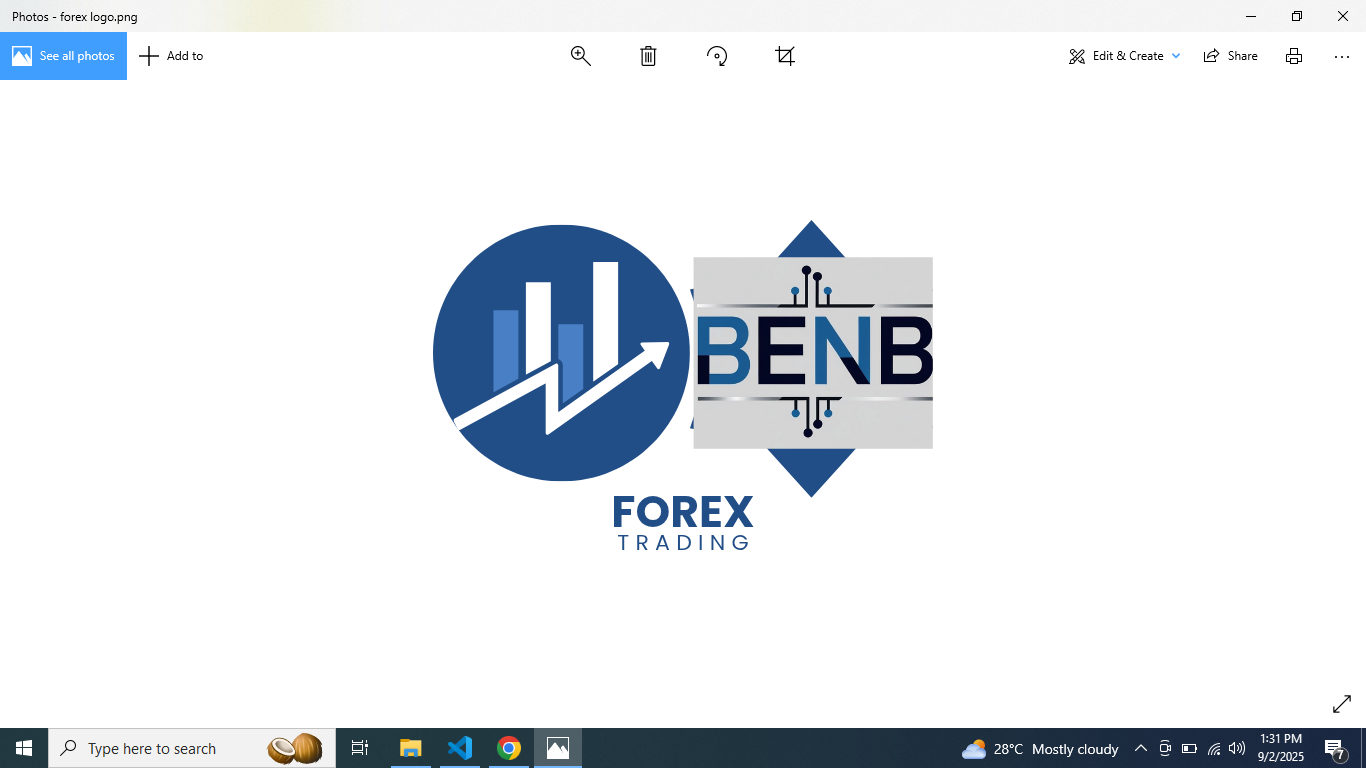 Photos - forex logo.png
See all photos
Add to
Edit & Create
Share
BENB
FOREX
TRADING
Type here to search
28°C Mostly cloudy
1:31 PM
9/2/2025
7